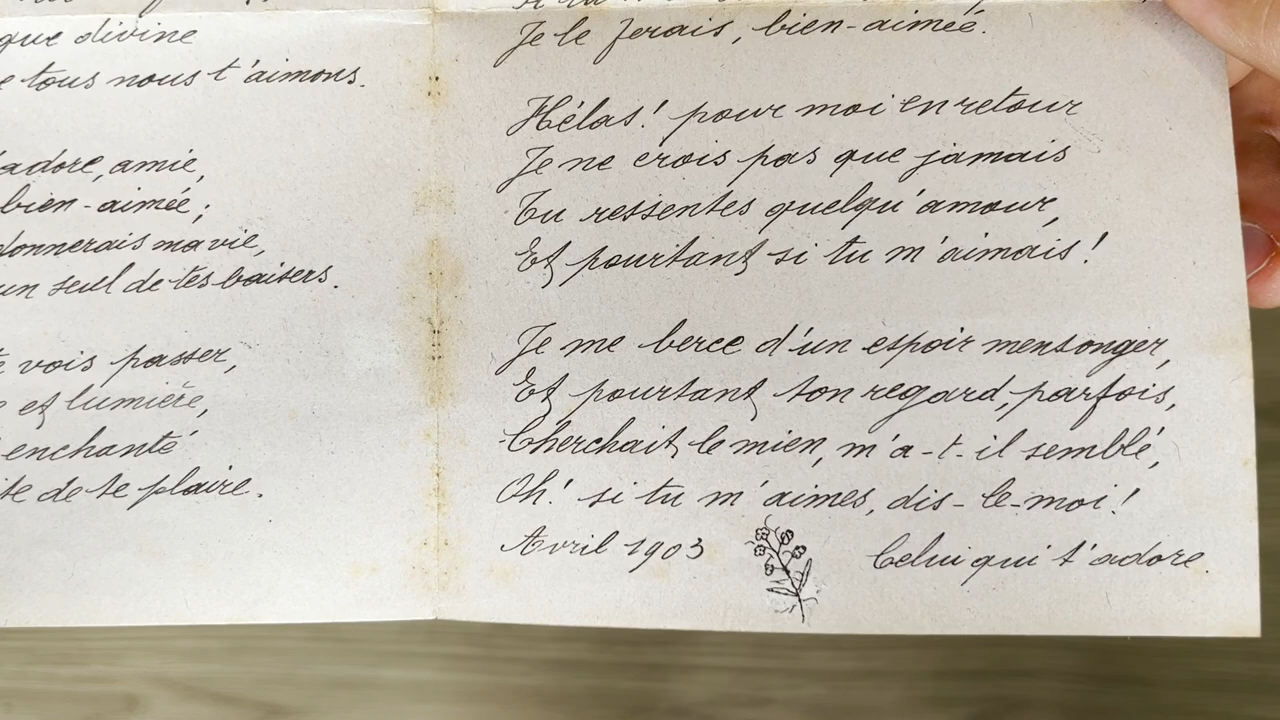 que divine
tous nous t'aimons.
adore, amie,
bien-aimée;
donnerais ma vie,
un seul de tes baisers.
vois passer,
et lumière,
enchanté
de te plaire.
Je le ferais, bien-aimée.
Hélas! pour moi en retour
Je ne crois pas que jamais
Tu ressentes quelqu'amour,
Et pourtant si tu m'aimais!
Je me berce d'un espoir mensonger,
Et pourtant ton regard, parfois,
Cherchait le mien, m'a-t-il semblé,
Oh! si tu m'aimes, dis-le-moi!
Avril 1903
Celui qui t'adore.